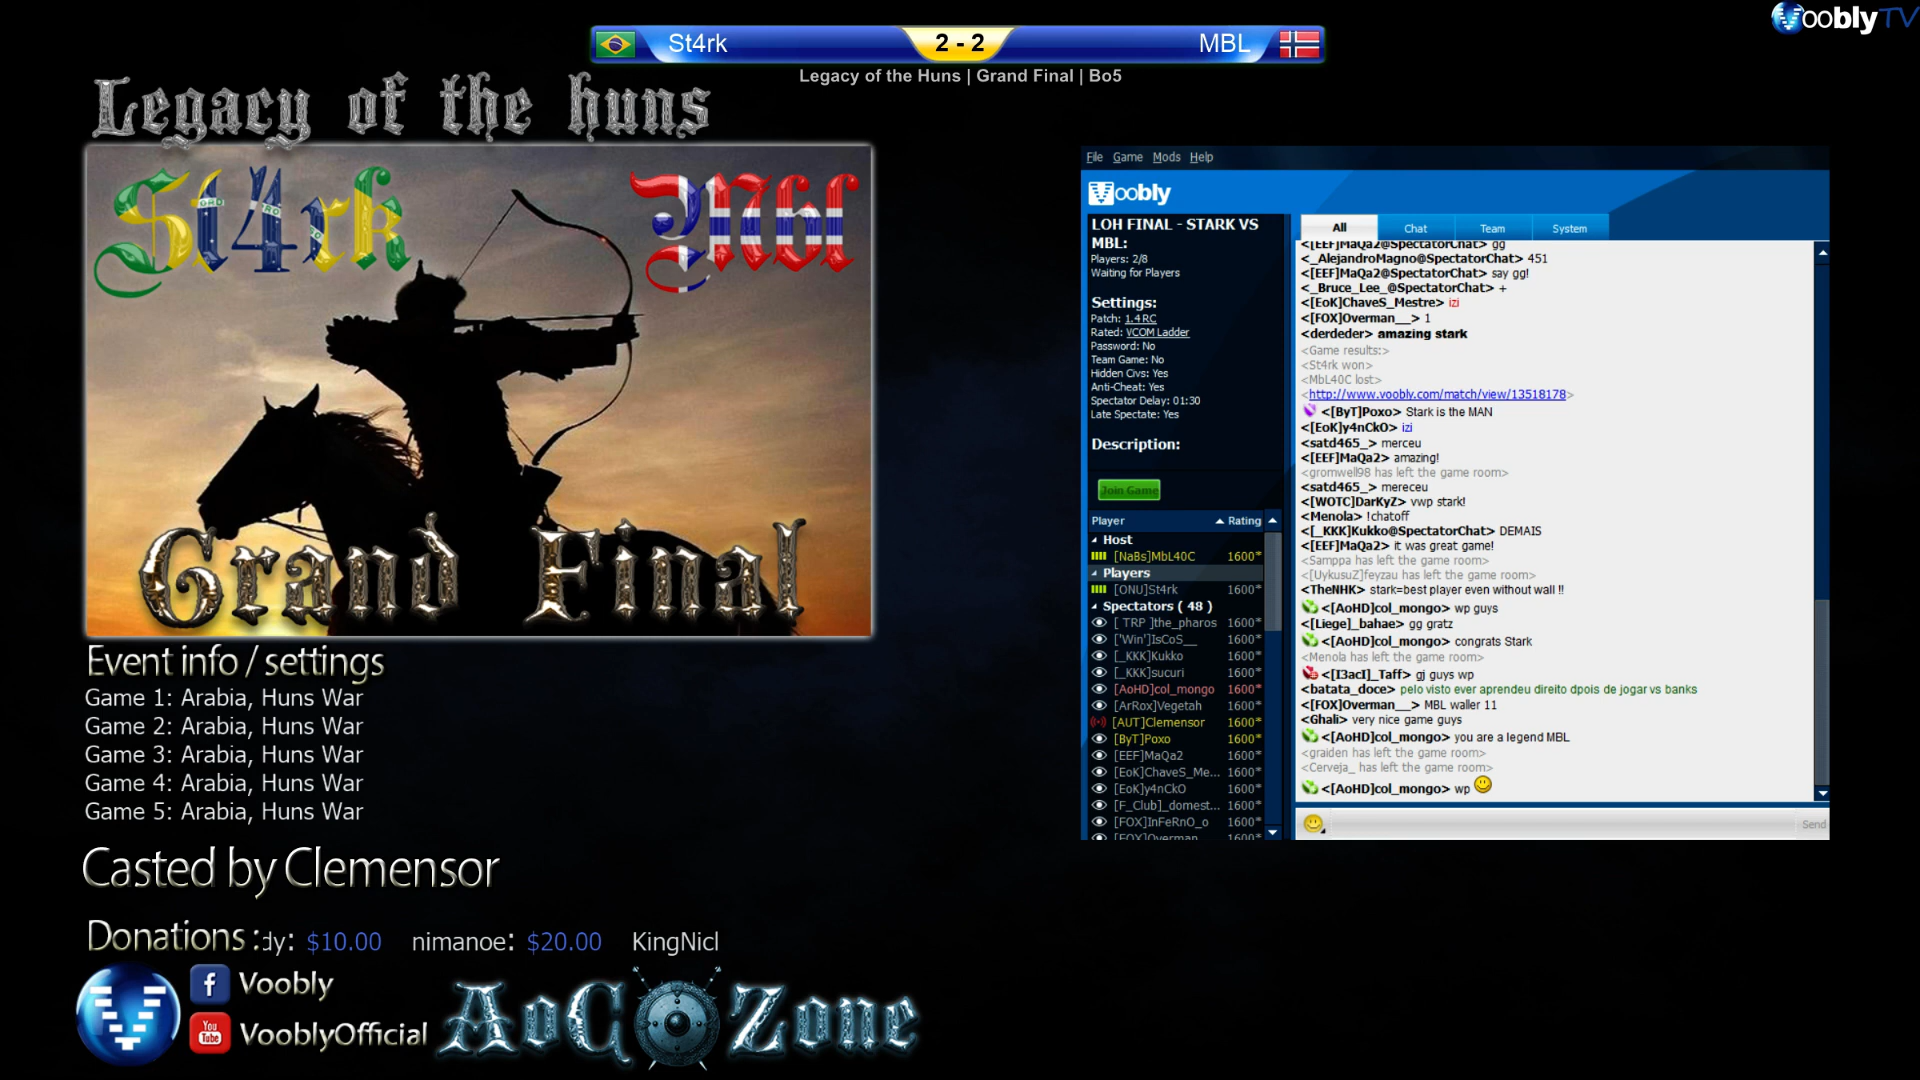 St4rk
2 - 2
MBL
VooblyTV
Legacy of the Huns | Grand Final | Bo5
Legacy of the huns
St4rk
Mbl
Grand Final
Event info / settings
Game 1: Arabia, Huns War
Game 2: Arabia, Huns War
Game 3: Arabia, Huns War
Game 4: Arabia, Huns War
Game 5: Arabia, Huns War
Casted by Clemensor
Donations : dy: $10.00 nimanoe: $20.00 KingNicl
Voobly
VooblyOfficial
AoCZone
File Game Mods Help
Voobly
LOH FINAL - STARK VS
MBL:
Players: 2/8
Waiting for Players
Settings:
Patch: 1.4 RC
Rated: VCOM Ladder
Password: No
Team Game: No
Hidden Civs: Yes
Anti-Cheat: Yes
Spectator Delay: 01:30
Late Spectate: Yes
Description:
Join Game
Player Rating
Host
[NaBs]MbL40C 1600*
Players
[ONU]St4rk 1600*
Spectators ( 48 )
[ TRP ]the_pharos 1600*
['Win']IsCoS__ 1600*
[_KKK]Kukko 1600*
[_KKK]sucuri 1600*
[AoHD]col_mongo 1600*
[ArRox]Vegetah 1600*
[AUT]Clemensor 1600*
[ByT]Poxo 1600*
[EEF]MaQa2 1600*
[EoK]ChaveS_Me... 1600*
[EoK]y4nCkO 1600*
[F_Club]_domest... 1600*
[FOX]InFeRnO_o 1600*
[FOX]Overman 1600*
All Chat Team System
<[EEF]MaQa2@SpectatorChat> gg
<_AlejandroMagno@SpectatorChat> 451
<[EEF]MaQa2@SpectatorChat> say gg!
<_Bruce_Lee_@SpectatorChat> +
<[EoK]ChaveS_Mestre> izi
<[FOX]Overman__> 1
<derdeder> amazing stark
<Game results:>
<St4rk won>
<MbL40C lost>
<http://www.voobly.com/match/view/13518178>
<[ByT]Poxo> Stark is the MAN
<[EoK]y4nCkO> izi
<satd465_> merceu
<[EEF]MaQa2> amazing!
<gromwell98 has left the game room>
<satd465_> mereceu
<[WOTC]DarKyZ> vwp stark!
<Menola> !chatoff
<[_KKK]Kukko@SpectatorChat> DEMAIS
<[EEF]MaQa2> it was great game!
<Samppa has left the game room>
<[UykusuZ]feyzau has left the game room>
<TheNHK> stark=best player even without wall !!
<[AoHD]col_mongo> wp guys
<[Liege]_bahae> gg gratz
<[AoHD]col_mongo> congrats Stark
<Menola has left the game room>
<[I3acI]_Taff> gj guys wp
<batata_doce> pelo visto ever aprendeu direito dpois de jogar vs banks
<[FOX]Overman__> MBL waller 11
<Ghali> very nice game guys
<[AoHD]col_mongo> you are a legend MBL
<graiden has left the game room>
<Cerveja_ has left the game room>
<[AoHD]col_mongo> wp
Send